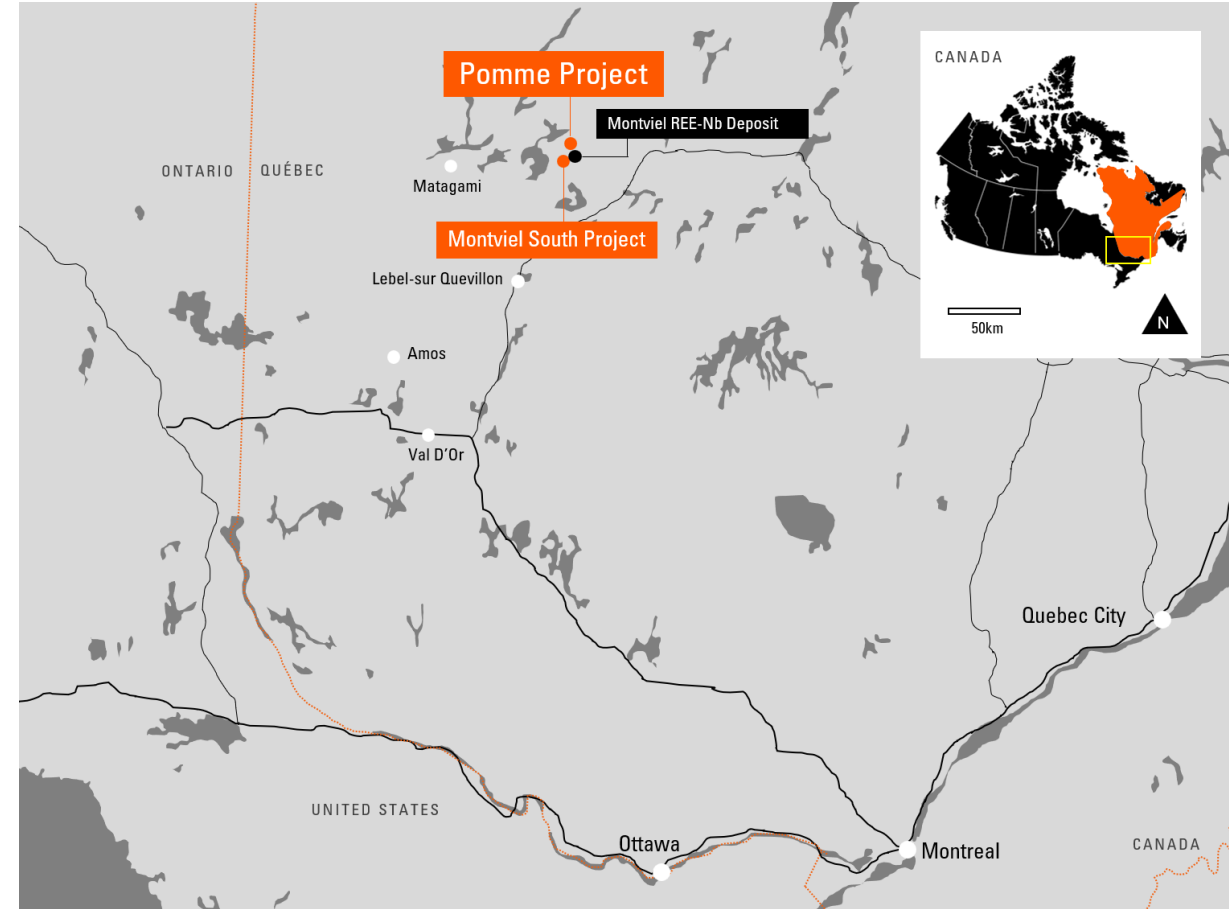 CANADA
Pomme Project
Montviel REE-Nb Deposit
ONTARIO
QUÉBEC
Matagami
Montviel South Project
Lebel-sur Quevillon
50km
N
Amos
Val D'Or
Quebec City
UNITED STATES
Ottawa
Montreal
CANADA